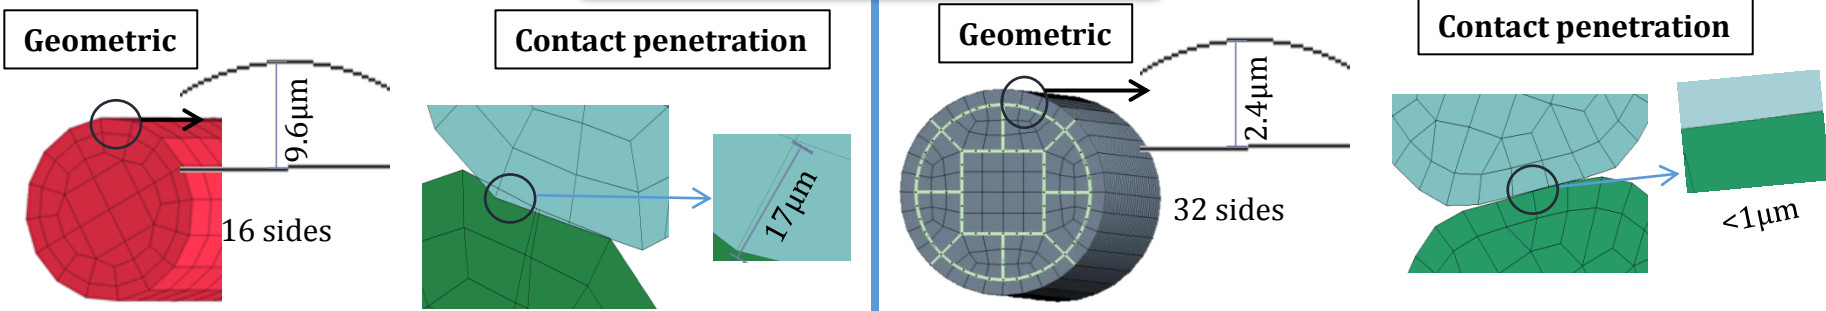 Geometric
9.6μm
16 sides
Contact penetration
17μm
Geometric
2.4μm
32 sides
Contact penetration
<1μm